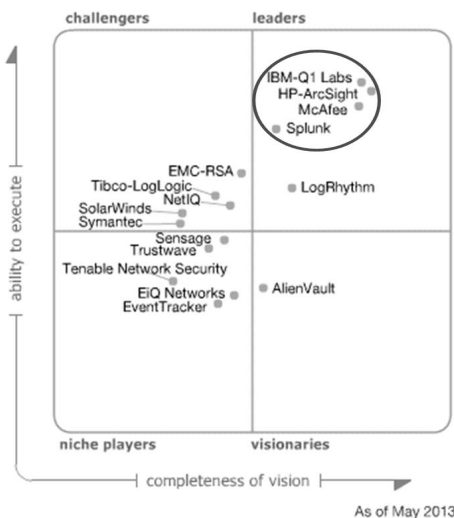 challengers
leaders
IBM-Q1 Labs
HP-ArcSight
McAfee
Splunk
EMC-RSA
Tibco-LogLogic
NetIQ
LogRhythm
SolarWinds
Symantec
Sensage
Trustwave
Tenable Network Security
EiQ Networks
AlienVault
EventTracker
ability to execute
niche players
visionaries
completeness of vision
As of May 2013